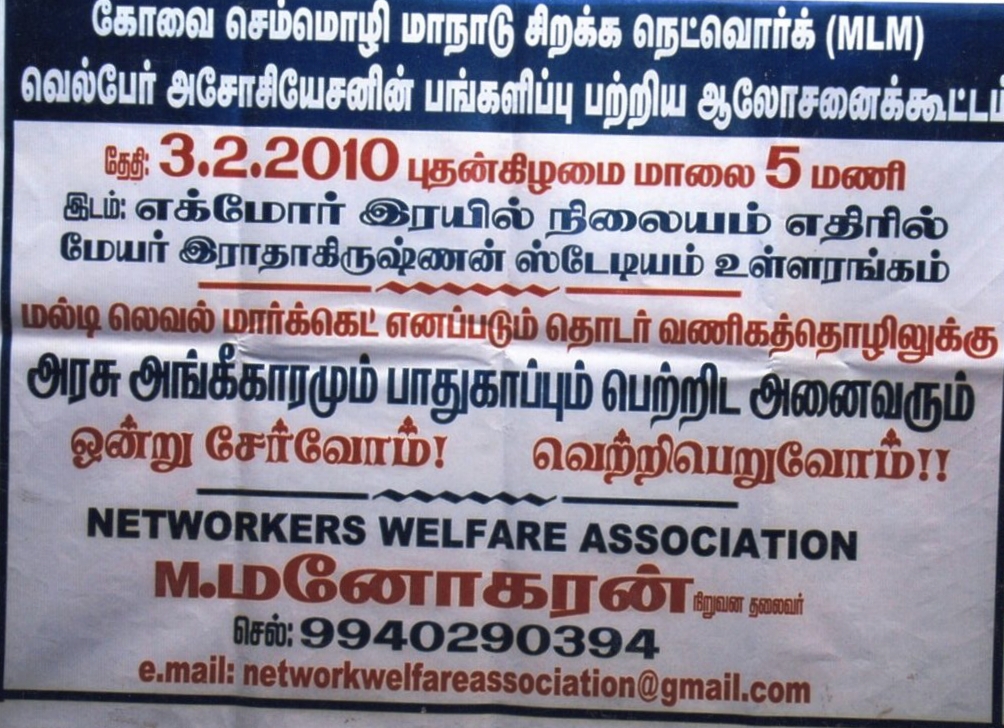 கோவை செம்மொழி மாநாடு சிறக்க நெட்வொர்க் (MLM)
வெல்பேர் அசோசியேசனின் பங்களிப்பு பற்றிய ஆலோசனைக்கூட்டம்
தேதி: 3.2.2010 புதன்கிழமை மாலை 5 மணி
இடம்: எக்மோர் இரயில் நிலையம் எதிரில்
மேயர் இராதாகிருஷ்ணன் ஸ்டேடியம் உள்ளரங்கம்
மல்டி லெவல் மார்க்கெட் எனப்படும் தொடர் வணிகத்தொழிலுக்கு
அரசு அங்கீகாரமும் பாதுகாப்பும் பெற்றிட அனைவரும்
ஒன்று சேர்வோம்! வெற்றிபெறுவோம்!!
NETWORKERS WELFARE ASSOCIATION
M.மனோகரன் நிறுவன தலைவர்
செல்: 9940290394
e.mail: networkwelfareassociation@gmail.com